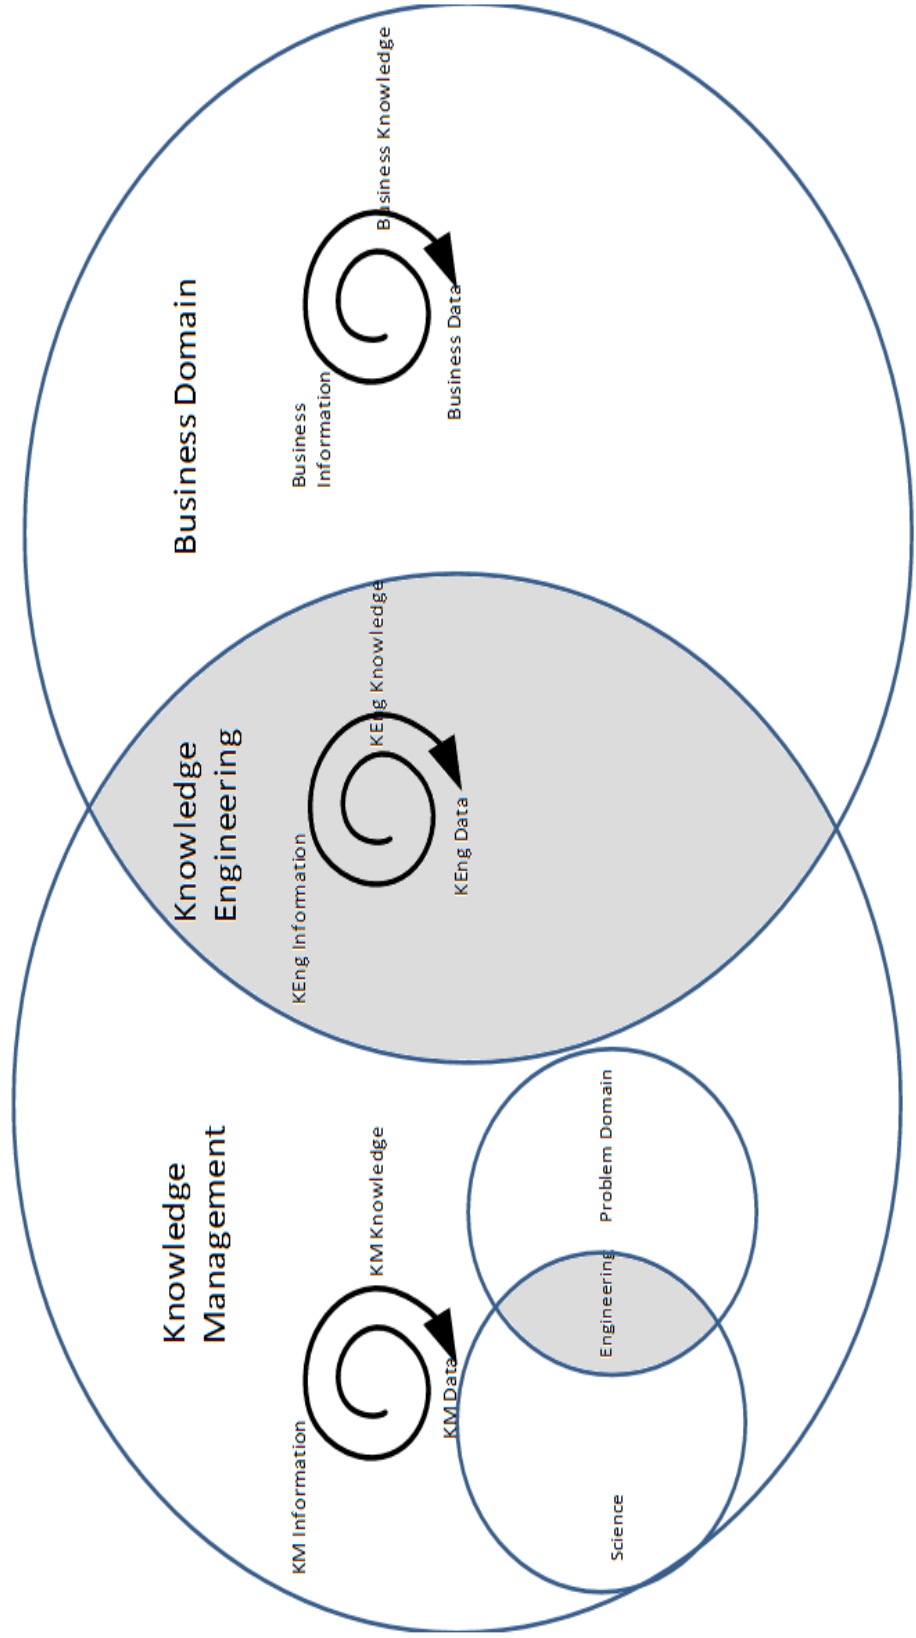 Knowledge
Management
Knowledge
Engineering
Business Domain
KM Information
KM Knowledge
KM Data
KEng Information
KEng Knowledge
KEng Data
Business
Information
Business Knowledge
Business Data
Science
Engineering
Problem Domain